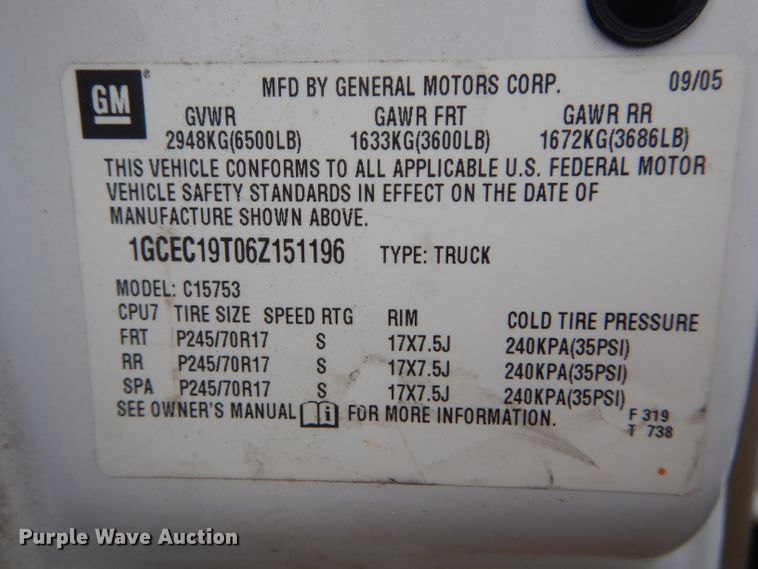 GM
MFD BY GENERAL MOTORS CORP. 09/05
GVWR GAWR FRT GAWR RR
2948KG(6500LB) 1633KG(3600LB) 1672KG(3686LB)
THIS VEHICLE CONFORMS TO ALL APPLICABLE U.S. FEDERAL MOTOR
VEHICLE SAFETY STANDARDS IN EFFECT ON THE DATE OF
MANUFACTURE SHOWN ABOVE.
1GCEC19T06Z151196 TYPE: TRUCK
MODEL: C15753
CPU7 TIRE SIZE SPEED RTG RIM COLD TIRE PRESSURE
FRT P245/70R17 S 17X7.5J 240KPA(35PSI)
RR P245/70R17 S 17X7.5J 240KPA(35PSI)
SPA P245/70R17 S 17X7.5J 240KPA(35PSI)
SEE OWNER'S MANUAL i FOR MORE INFORMATION. F 319
T 738
Purple Wave Auction